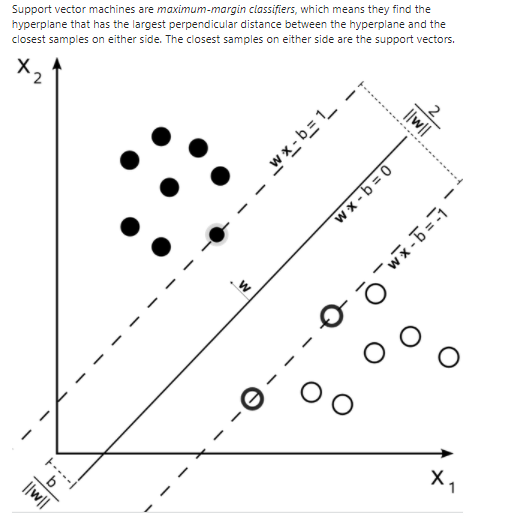 Support vector machines are maximum-margin classifiers, which means they find the
hyperplane that has the largest perpendicular distance between the hyperplane and the
closest samples on either side. The closest samples on either side are the support vectors.
X₂
w x - b = 1
2
||w||
w x - b = 0
w x - b = -1
w
b
||w||
X₁